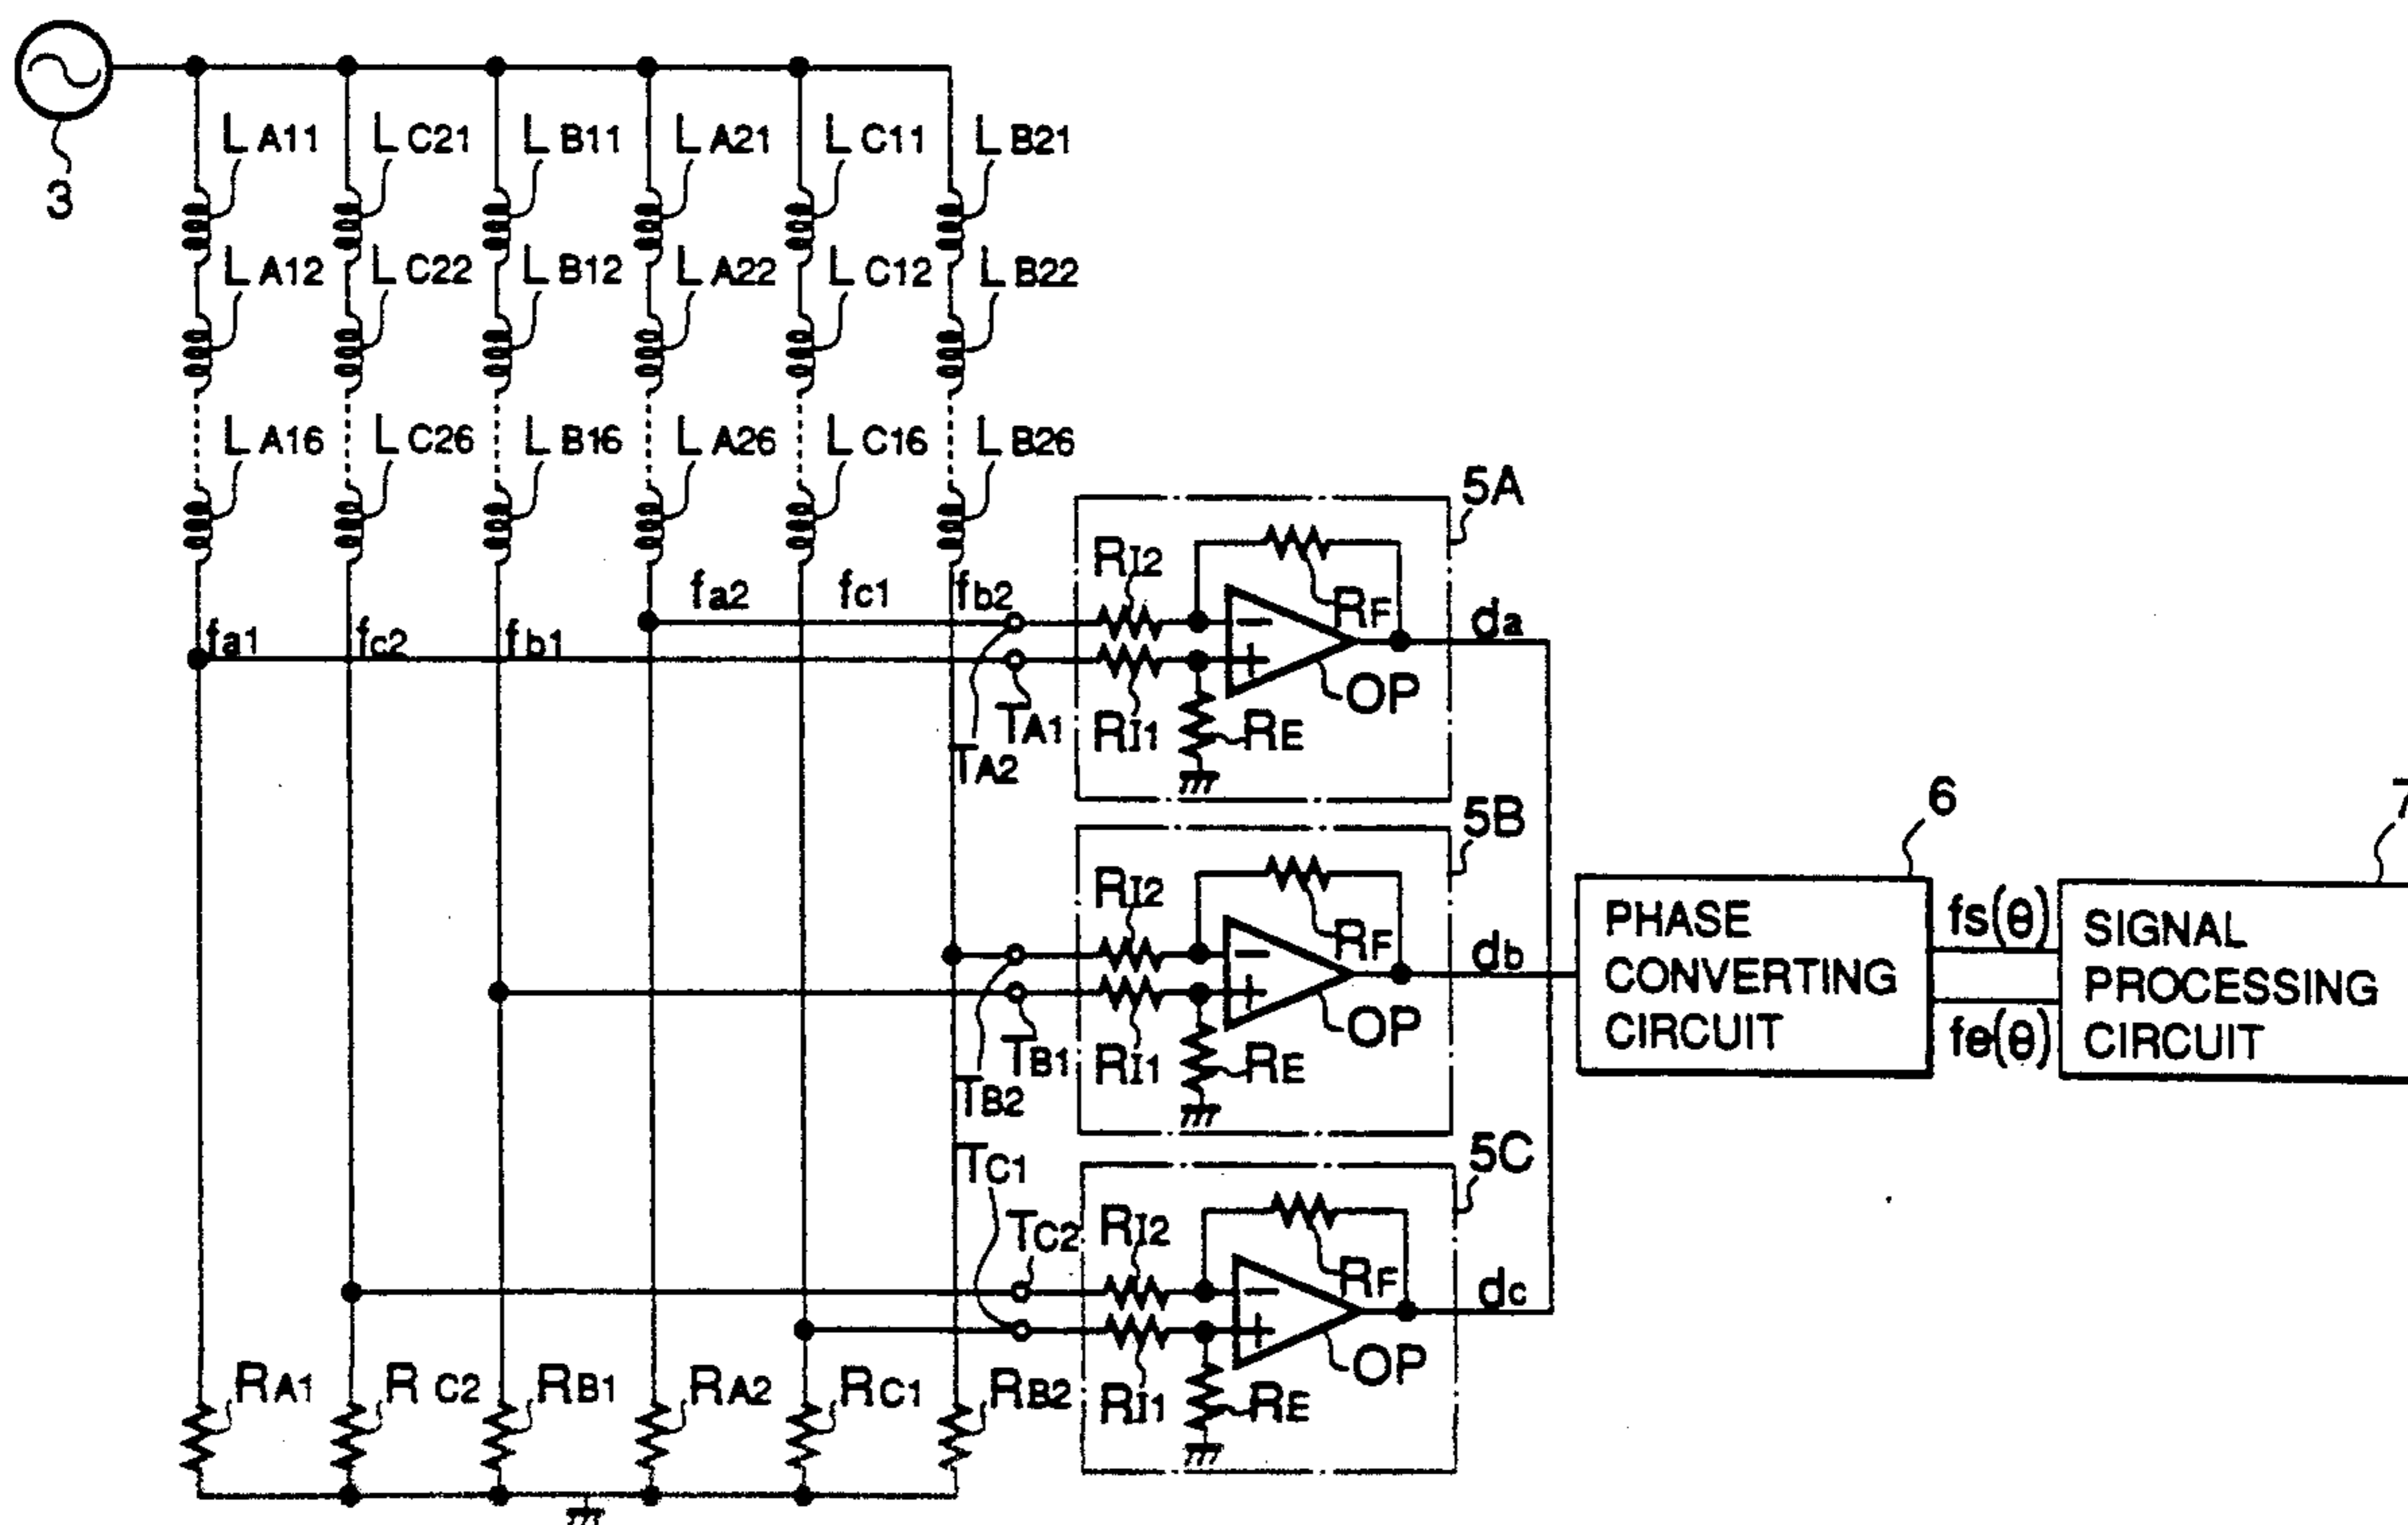 3
LA11 LC21 LB11 LA21 LC11 LB21
LA12 LC22 LB12 LA22 LC12 LB22
LA16 LC26 LB16 LA26 LC16 LB26
fa2 fc1 fb2
fa1 fc2 fb1
5A
RI2
RF
da
OP
TA1
RI1
RE
TA2
5B
6
7
RI2
RF
db
OP
TB1
RI1
RE
TB2
PHASE
CONVERTING
CIRCUIT
fs(θ)
fe(θ)
SIGNAL
PROCESSING
CIRCUIT
5C
TC1
TC2
RI2
RF
dc
OP
RI1
RE
RA1 RC2 RB1 RA2 RC1 RB2